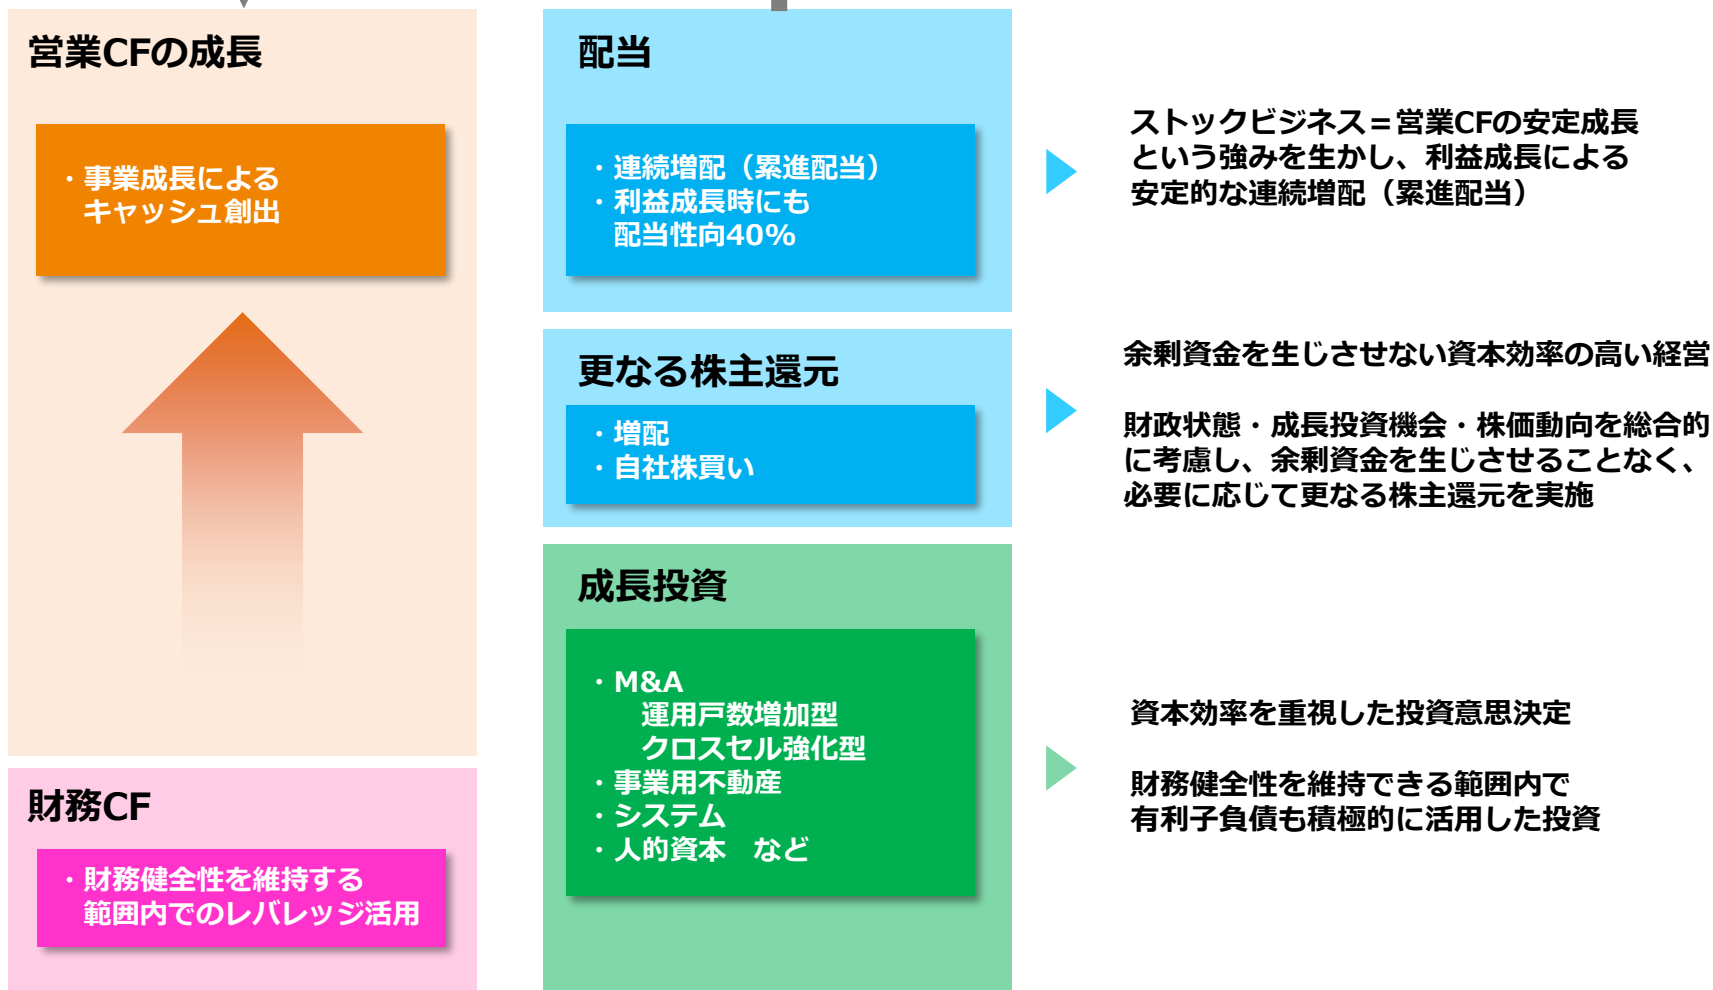 営業CFの成長
・事業成長による
キャッシュ創出
財務CF
・財務健全性を維持する
範囲内でのレバレッジ活用
配当
・連続増配（累進配当）
・利益成長時にも
配当性向40%
ストックビジネス＝営業CFの安定成長
という強みを生かし、利益成長による
安定的な連続増配（累進配当）
更なる株主還元
・増配
・自社株買い
余剰資金を生じさせない資本効率の高い経営
財政状態・成長投資機会・株価動向を総合的
に考慮し、余剰資金を生じさせることなく、
必要に応じて更なる株主還元を実施
成長投資
・M&A
運用戸数増加型
クロスセル強化型
・事業用不動産
・システム
・人的資本　など
資本効率を重視した投資意思決定
財務健全性を維持できる範囲内で
有利子負債も積極的に活用した投資